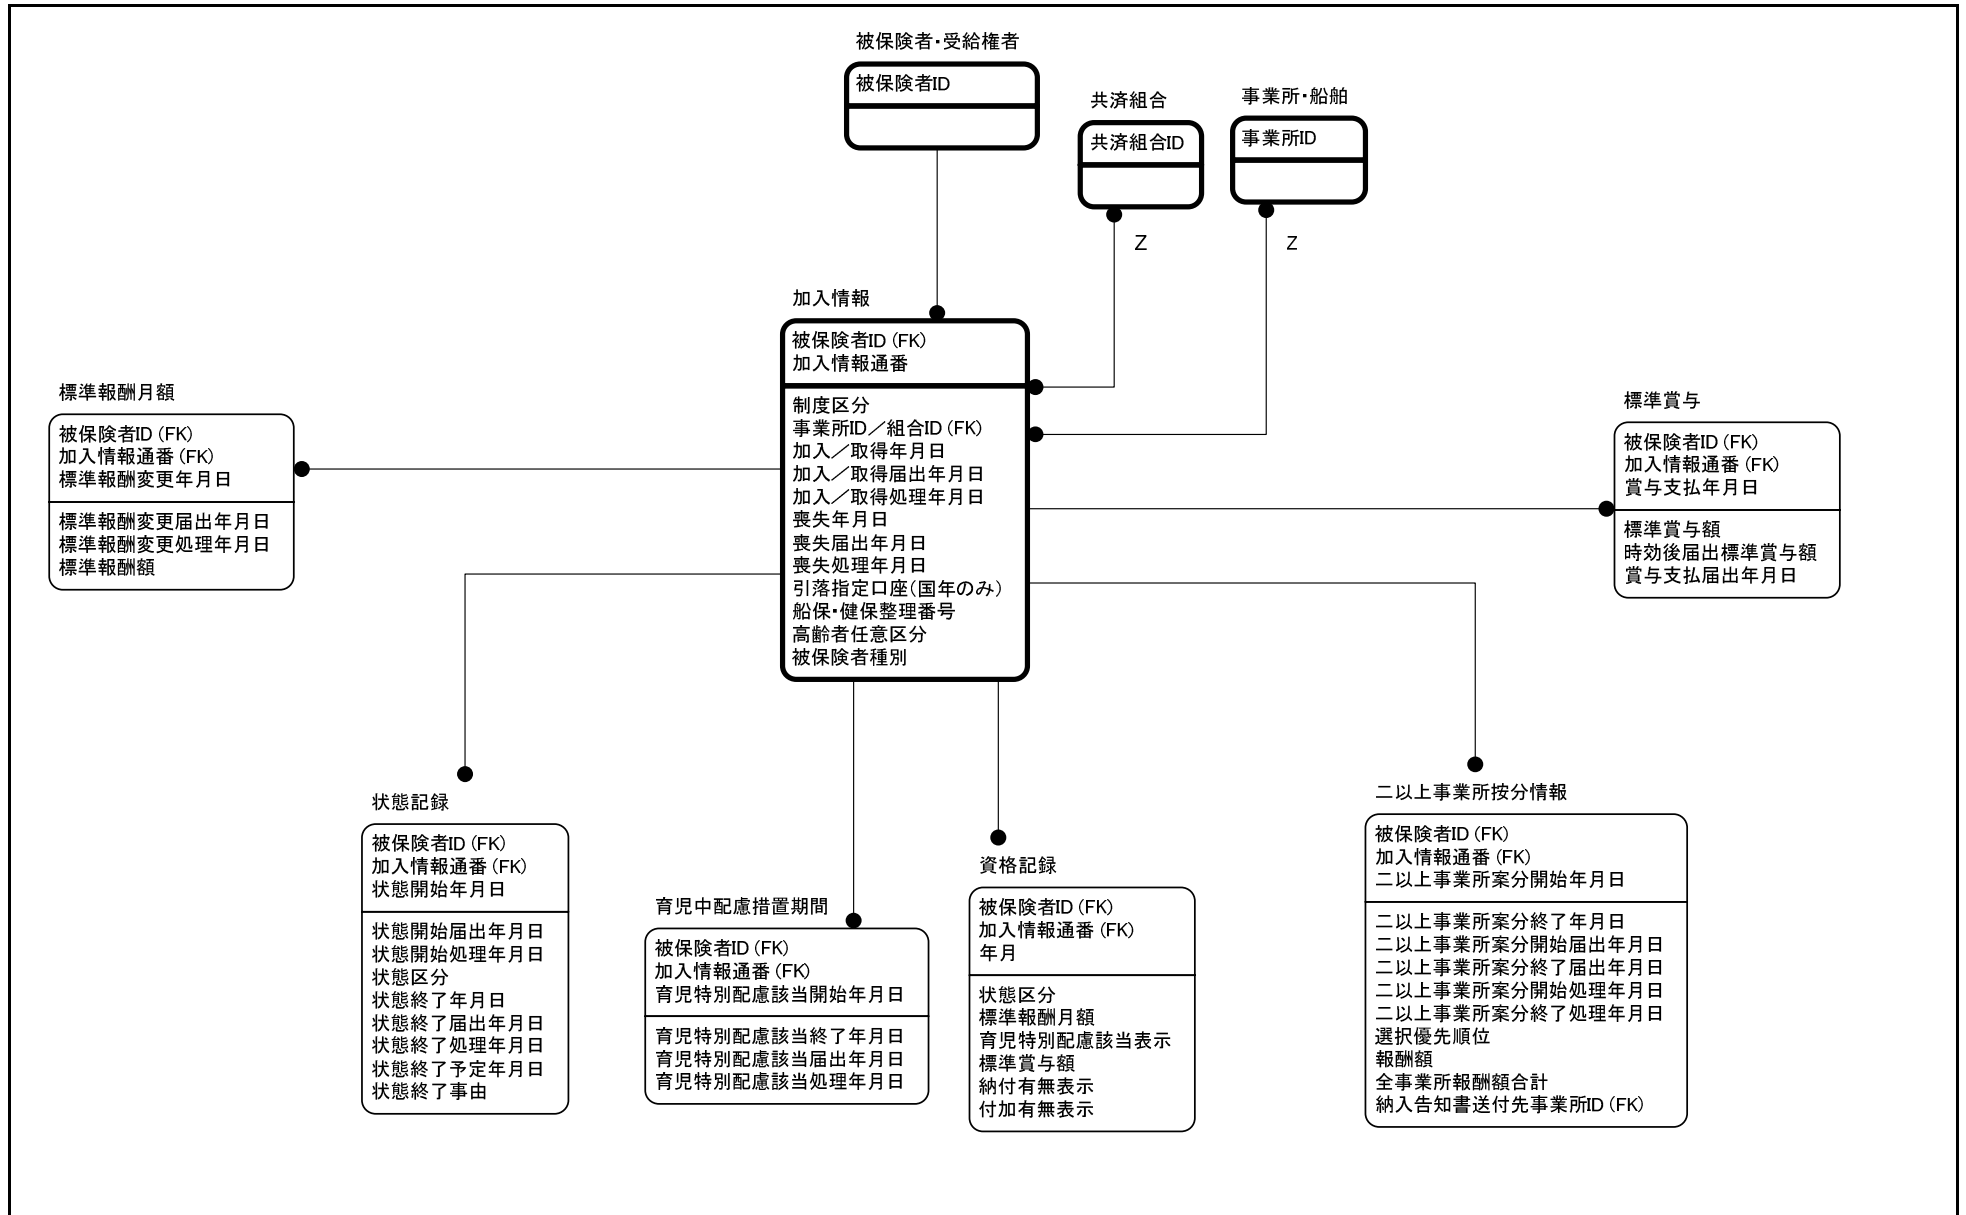 被保険者・受給権者
被保険者ID
共済組合
共済組合ID
事業所・船舶
事業所ID
Z
Z
加入情報
被保険者ID (FK)
加入情報通番
制度区分
事業所ID／組合ID (FK)
加入／取得年月日
加入／取得届出年月日
加入／取得処理年月日
喪失年月日
喪失届出年月日
喪失処理年月日
引落指定口座(国年のみ)
船保・健保整理番号
高齢者任意区分
被保険者種別
標準報酬月額
被保険者ID (FK)
加入情報通番 (FK)
標準報酬変更年月日
標準報酬変更届出年月日
標準報酬変更処理年月日
標準報酬額
標準賞与
被保険者ID (FK)
加入情報通番 (FK)
賞与支払年月日
標準賞与額
時効後届出標準賞与額
賞与支払届出年月日
状態記録
被保険者ID (FK)
加入情報通番 (FK)
状態開始年月日
状態開始届出年月日
状態開始処理年月日
状態区分
状態終了年月日
状態終了届出年月日
状態終了処理年月日
状態終了予定年月日
状態終了事由
育児中配慮措置期間
被保険者ID (FK)
加入情報通番 (FK)
育児特別配慮該当開始年月日
育児特別配慮該当終了年月日
育児特別配慮該当届出年月日
育児特別配慮該当処理年月日
資格記録
被保険者ID (FK)
加入情報通番 (FK)
年月
状態区分
標準報酬月額
育児特別配慮該当表示
標準賞与額
納付有無表示
付加有無表示
二以上事業所按分情報
被保険者ID (FK)
加入情報通番 (FK)
二以上事業所案分開始年月日
二以上事業所案分終了年月日
二以上事業所案分開始届出年月日
二以上事業所案分終了届出年月日
二以上事業所案分開始処理年月日
二以上事業所案分終了処理年月日
選択優先順位
報酬額
全事業所報酬額合計
納入告知書送付先事業所ID (FK)